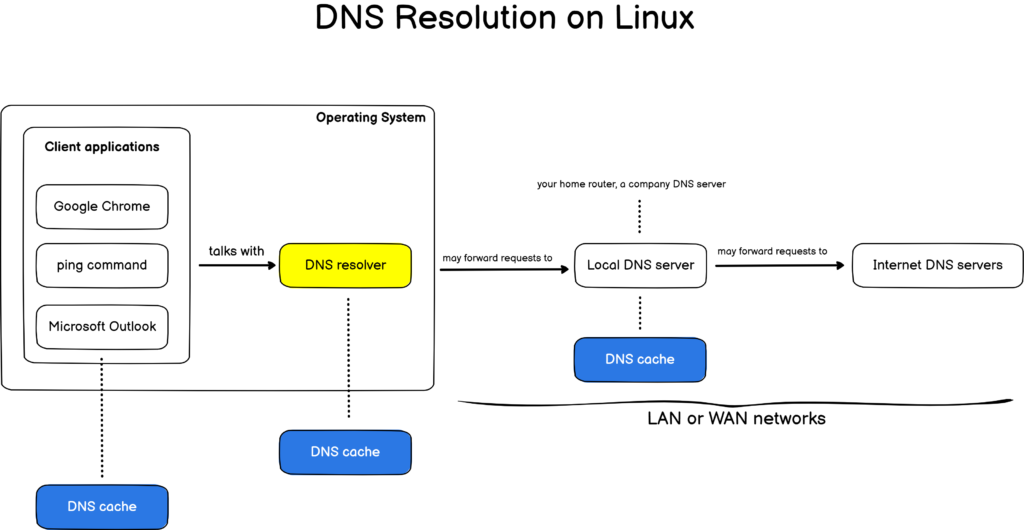 DNS Resolution on Linux
Operating System
Client applications
Google Chrome
ping command
Microsoft Outlook
talks with
DNS resolver
may forward requests to
your home router, a company DNS server
Local DNS server
may forward requests to
Internet DNS servers
DNS cache
LAN or WAN networks
DNS cache
DNS cache